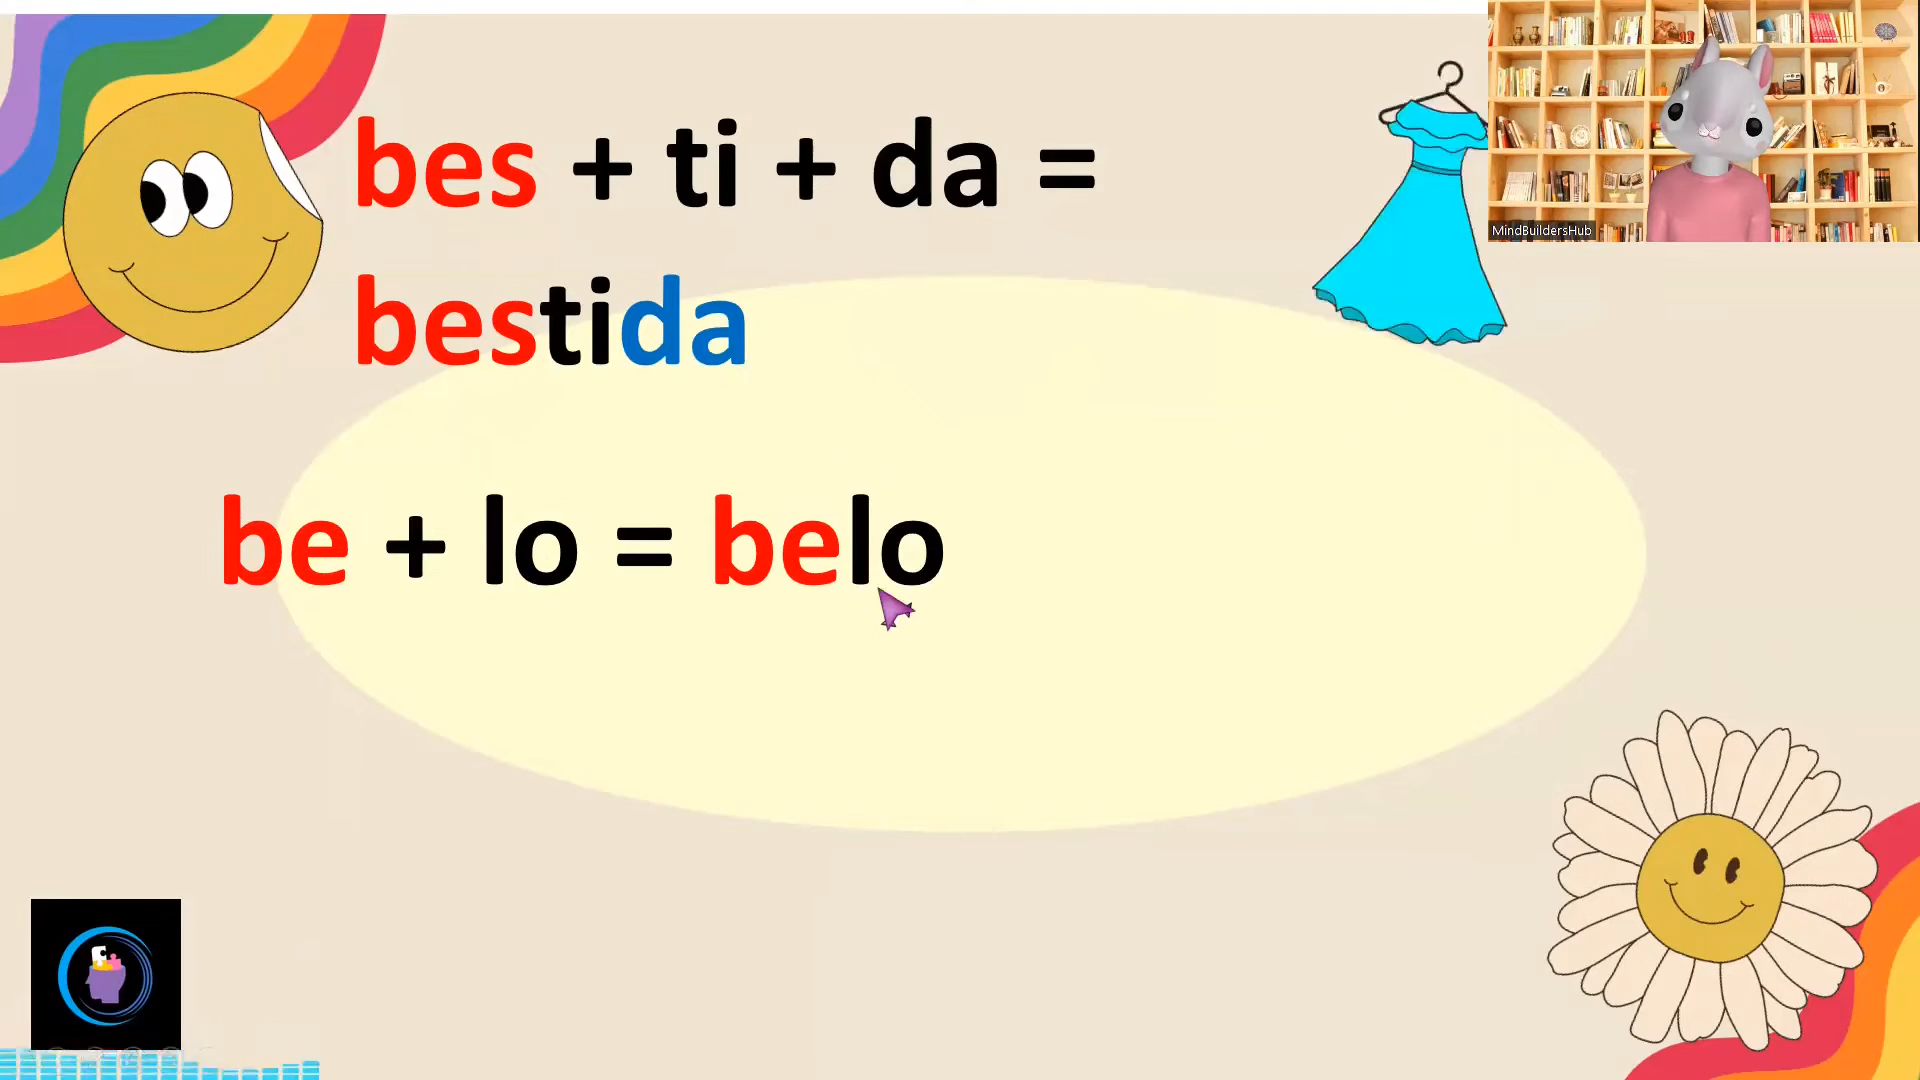 bes + ti + da =
bestida
be + lo = belo
MindBuildersHub